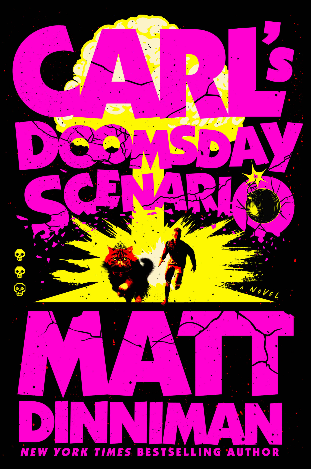 CARL's
DOOMSDAY
SCENARIO
A NOVEL
MATT
DINNIMAN
NEW YORK TIMES BESTSELLING AUTHOR